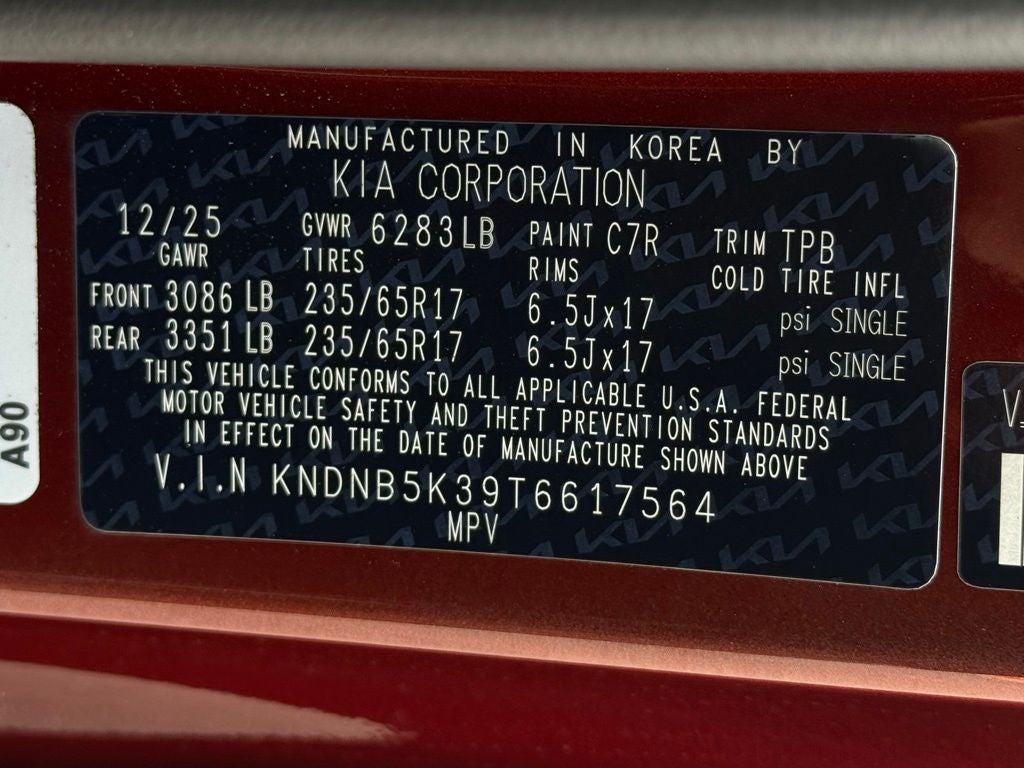 MANUFACTURED IN KOREA BY
KIA CORPORATION
12/25 GVWR 6283LB PAINT C7R TRIM TPB
GAWR TIRES RIMS COLD TIRE INFL
FRONT 3086 LB 235/65R17 6.5Jx17 psi SINGLE
REAR 3351 LB 235/65R17 6.5Jx17 psi SINGLE
THIS VEHICLE CONFORMS TO ALL APPLICABLE U.S.A. FEDERAL
MOTOR VEHICLE SAFETY AND THEFT PREVENTION STANDARDS
IN EFFECT ON THE DATE OF MANUFACTURE SHOWN ABOVE
V.I.N KNDNB5K39T6617564
MPV
A90